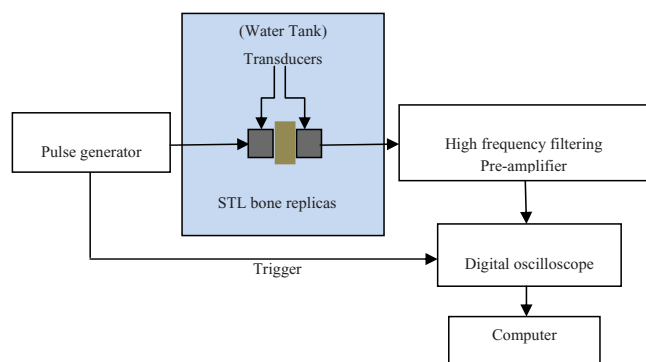 (Water Tank)
Transducers
Pulse generator
High frequency filtering
Pre-amplifier
STL bone replicas
Trigger
Digital oscilloscope
Computer